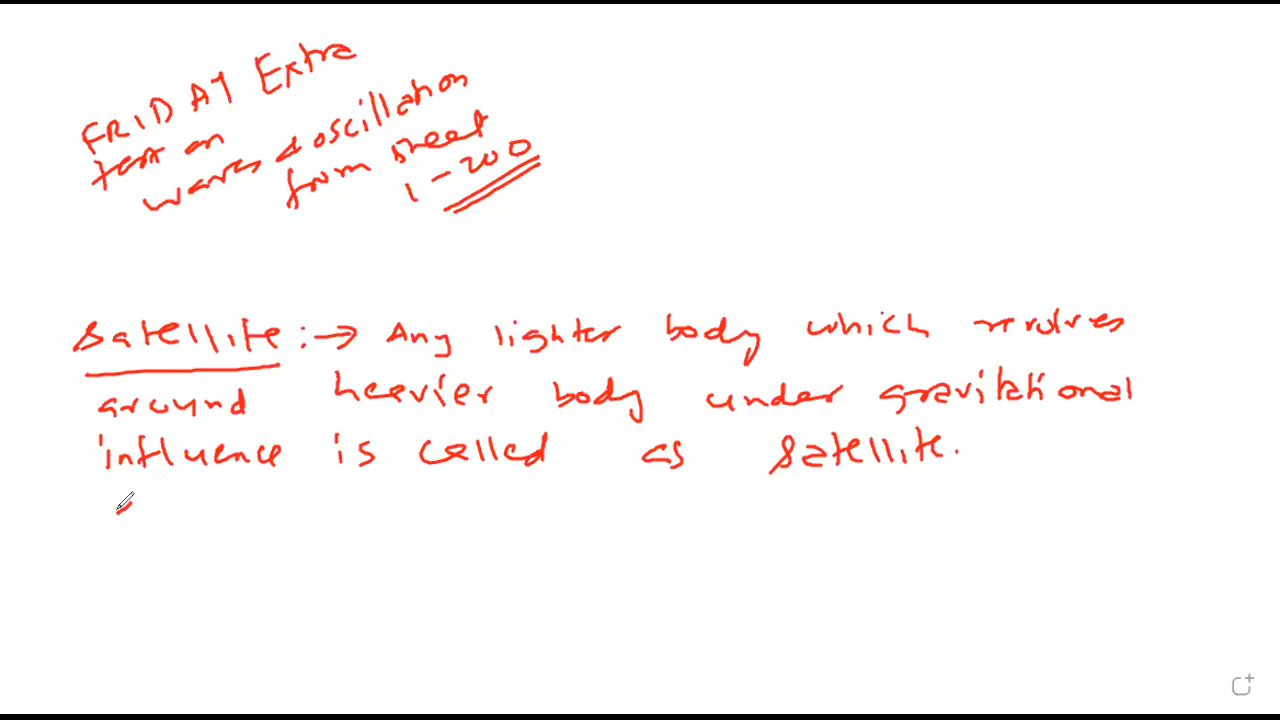 FRIDAY Extra
test on
waves & oscillation
from sheet
1-200
Satellite :→ Any lighter body which revolves
around heavier body under gravitational
influence is called as satellite.